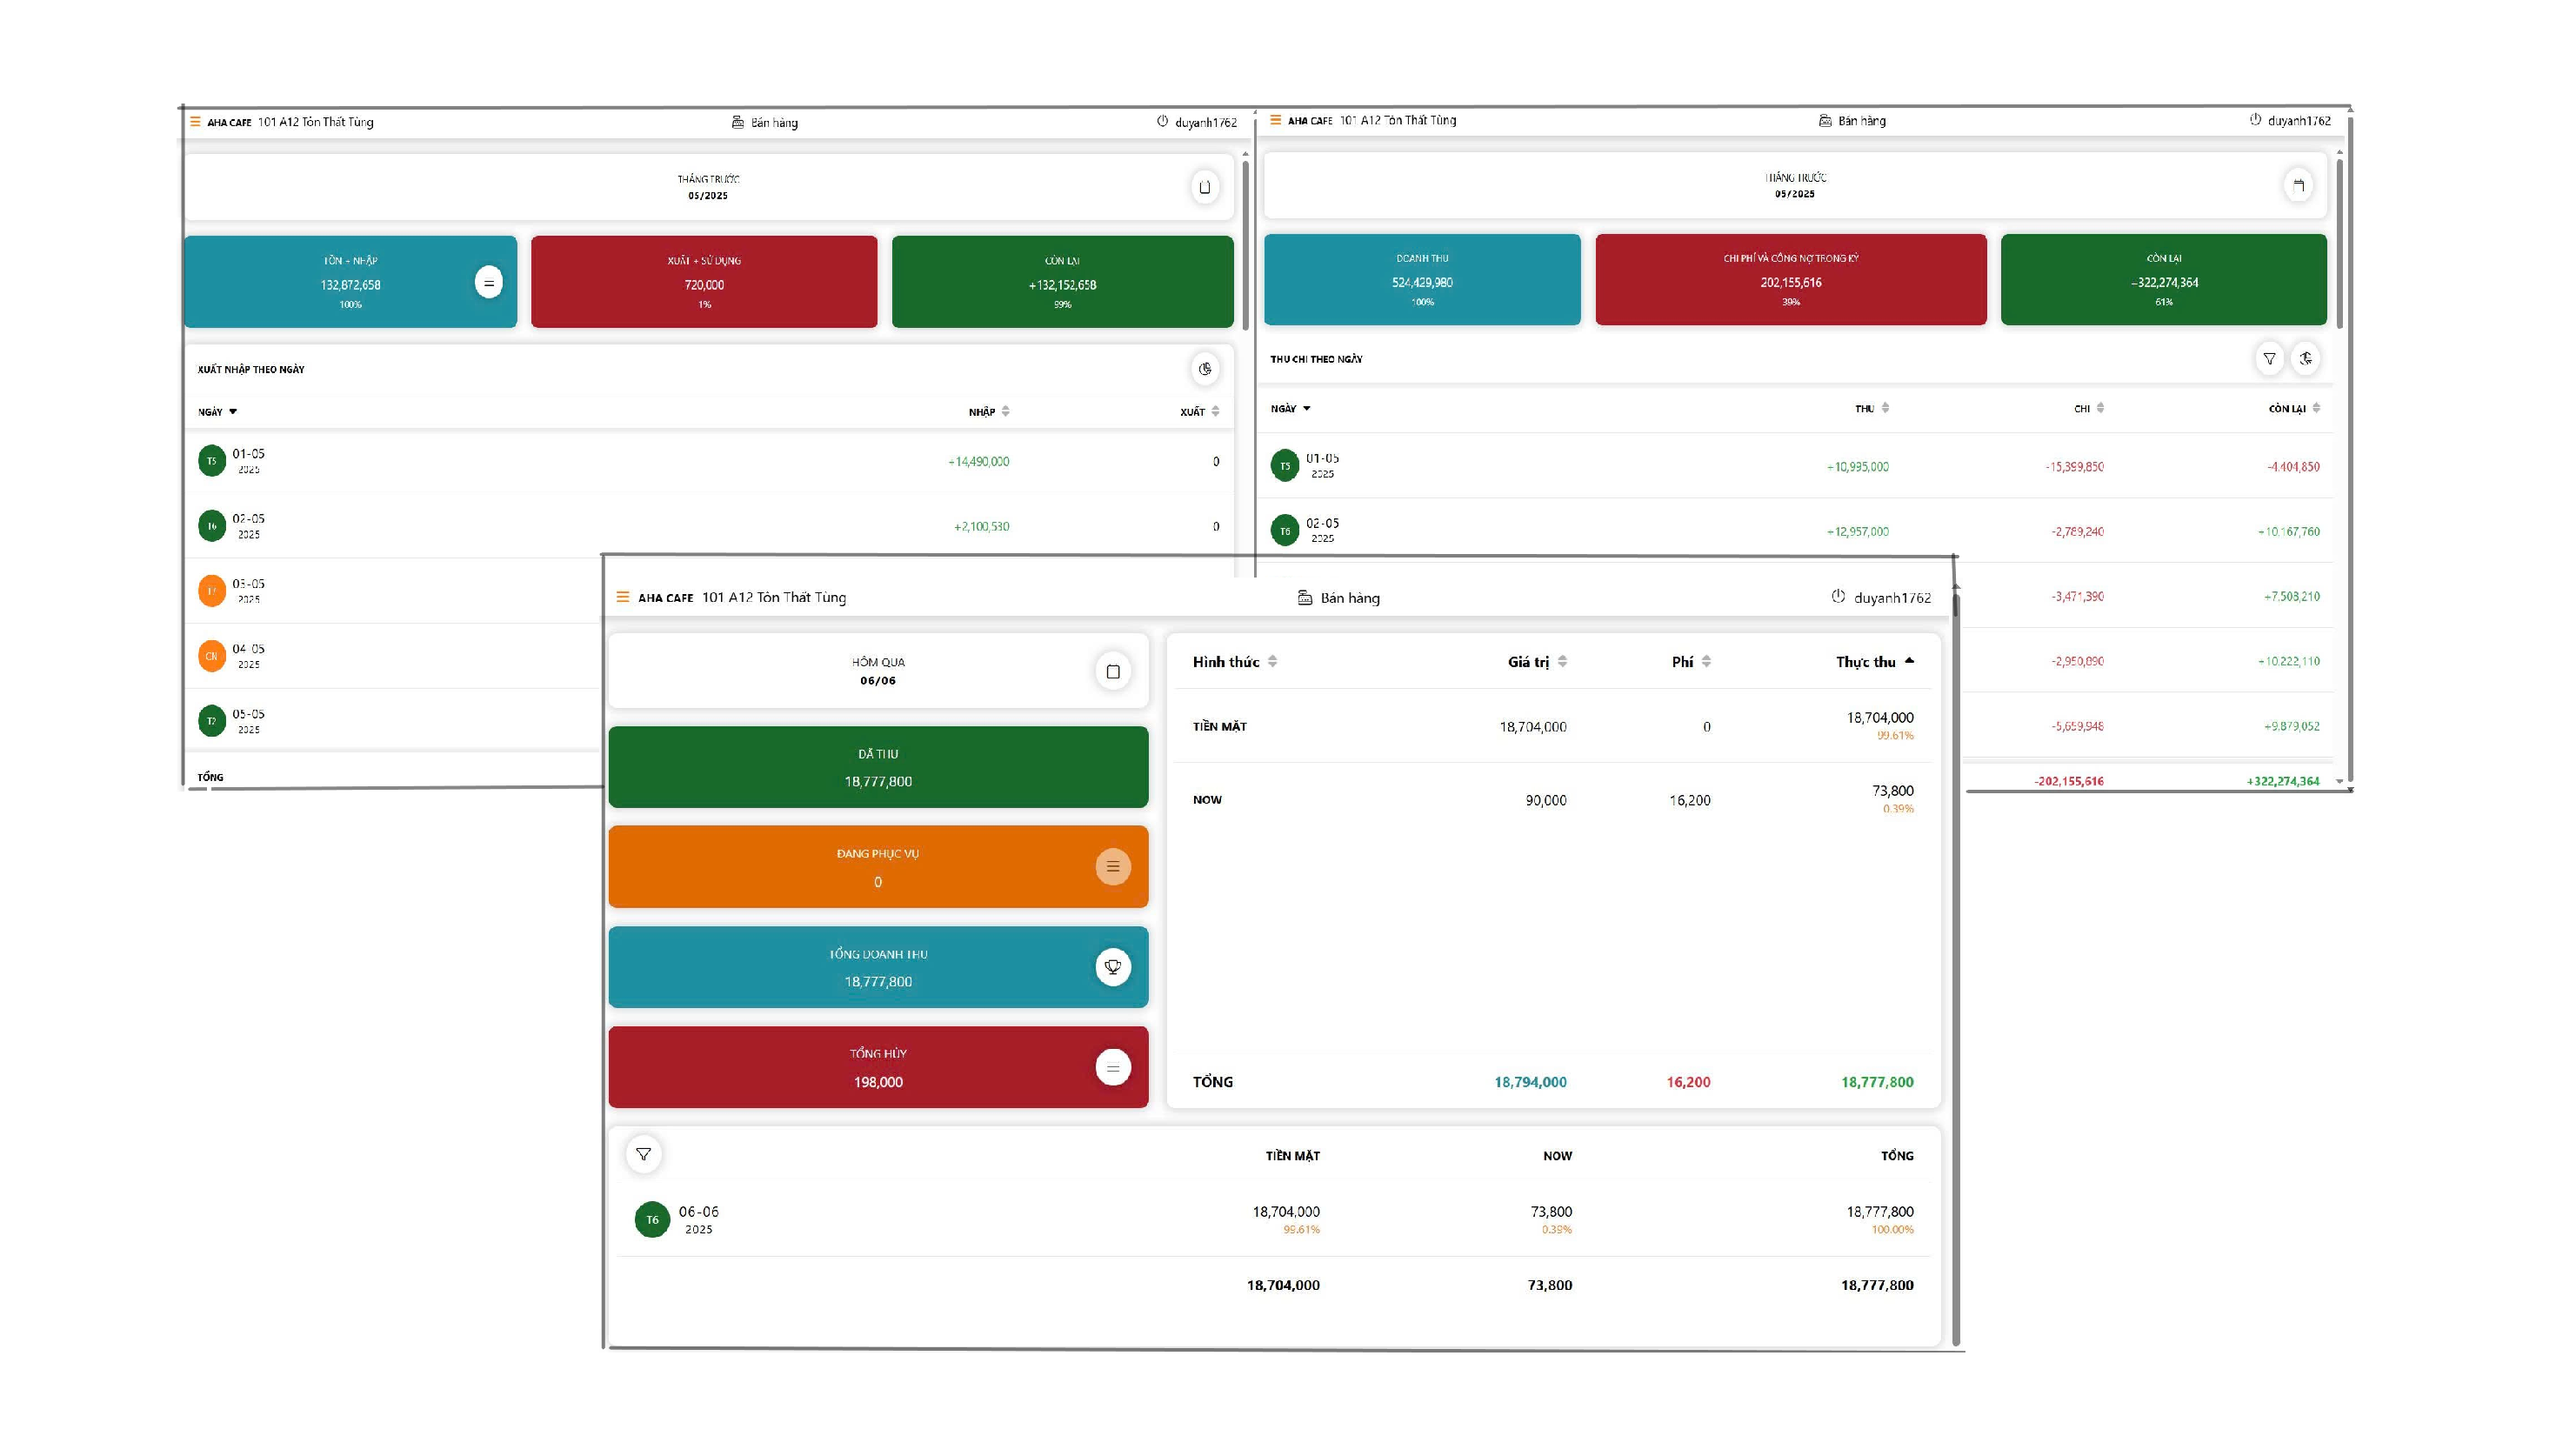 AHA CAFE 101 A12 Tôn Thất Tùng
Bán hàng
duyanh1762
THÁNG TRƯỚC
05/2025
TỒN + NHẬP
132,872,658
100%
XUẤT + SỬ DỤNG
720,000
1%
CÒN LẠI
+132,152,658
99%
XUẤT NHẬP THEO NGÀY
NGÀY NHẬP XUẤT
T5 01-05 2025 +14,490,000 0
T6 02-05 2025 +2,100,530 0
T7 03-05 2025
CN 04-05 2025
T2 05-05 2025
TỔNG
AHA CAFE 101 A12 Tôn Thất Tùng
Bán hàng
duyanh1762
THÁNG TRƯỚC
05/2025
DOANH THU
524,429,980
100%
CHI PHÍ VÀ CÔNG NỢ TRONG KỲ
202,155,616
39%
CÒN LẠI
+322,274,364
61%
THU CHI THEO NGÀY
NGÀY THU CHI CÒN LẠI
T5 01-05 2025 +10,995,000 -15,399,850 -4,404,850
T6 02-05 2025 +12,957,000 -2,789,240 +10,167,760
-3,471,390 +7,508,210
-2,950,890 +10,222,110
-5,659,948 +9,879,052
-202,155,616 +322,274,364
AHA CAFE 101 A12 Tôn Thất Tùng
Bán hàng
duyanh1762
HÔM QUA
06/06
ĐÃ THU
18,777,800
ĐANG PHỤC VỤ
0
TỔNG DOANH THU
18,777,800
TỔNG HỦY
198,000
Hình thức Giá trị Phí Thực thu
TIỀN MẶT 18,704,000 0 18,704,000
99.61%
NOW 90,000 16,200 73,800
0.39%
TỔNG 18,794,000 16,200 18,777,800
TIỀN MẶT NOW TỔNG
T6 06-06 18,704,000 73,800 18,777,800
2025 99.61% 0.39% 100.00%
18,704,000 73,800 18,777,800